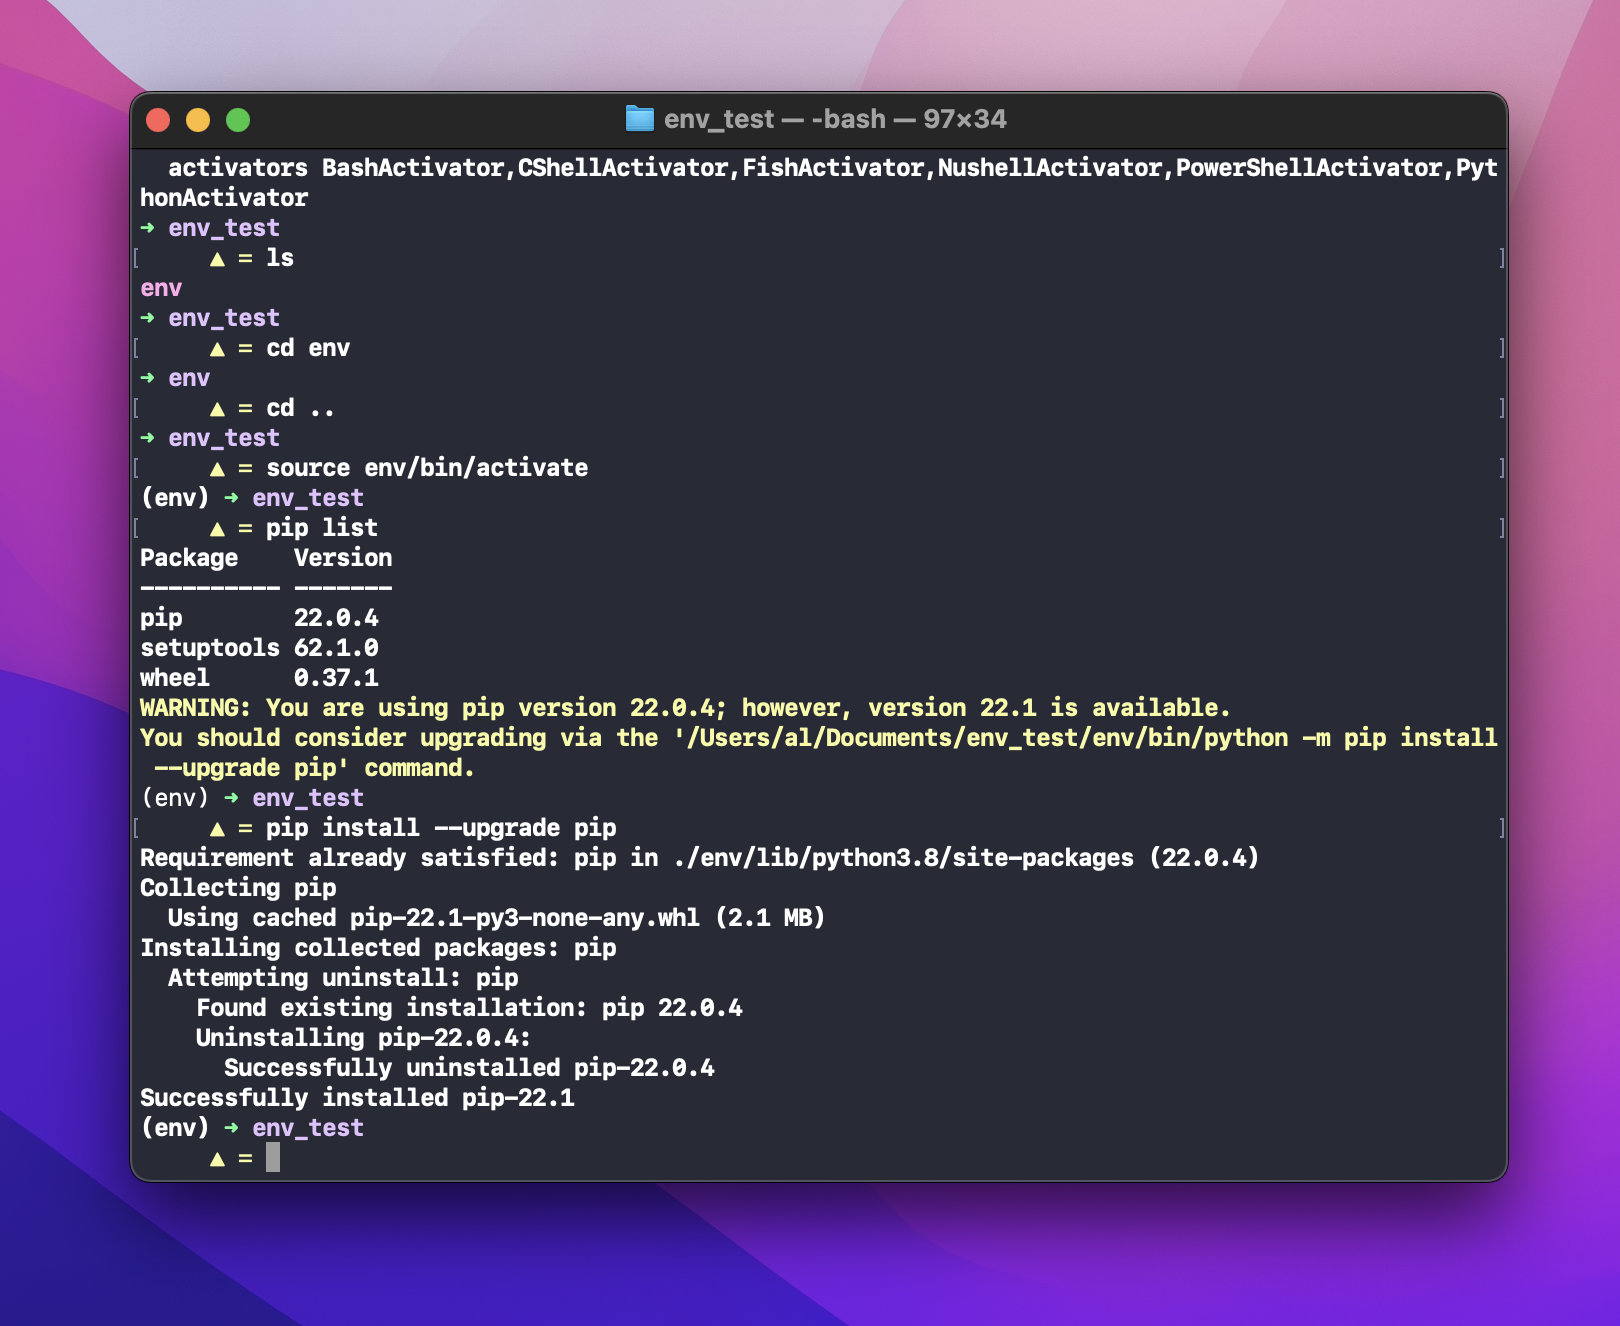 env_test — -bash — 97×34
  activators BashActivator,CShellActivator,FishActivator,NushellActivator,PowerShellActivator,Pyt
honActivator
➜ env_test
[     ▲ = ls ]
env
➜ env_test
[     ▲ = cd env ]
➜ env
[     ▲ = cd .. ]
➜ env_test
[     ▲ = source env/bin/activate ]
(env) ➜ env_test
[     ▲ = pip list ]
Package    Version
---------- -------
pip        22.0.4
setuptools 62.1.0
wheel      0.37.1
WARNING: You are using pip version 22.0.4; however, version 22.1 is available.
You should consider upgrading via the '/Users/al/Documents/env_test/env/bin/python -m pip install
 --upgrade pip' command.
(env) ➜ env_test
[     ▲ = pip install --upgrade pip ]
Requirement already satisfied: pip in ./env/lib/python3.8/site-packages (22.0.4)
Collecting pip
  Using cached pip-22.1-py3-none-any.whl (2.1 MB)
Installing collected packages: pip
  Attempting uninstall: pip
    Found existing installation: pip 22.0.4
    Uninstalling pip-22.0.4:
      Successfully uninstalled pip-22.0.4
Successfully installed pip-22.1
(env) ➜ env_test
     ▲ =